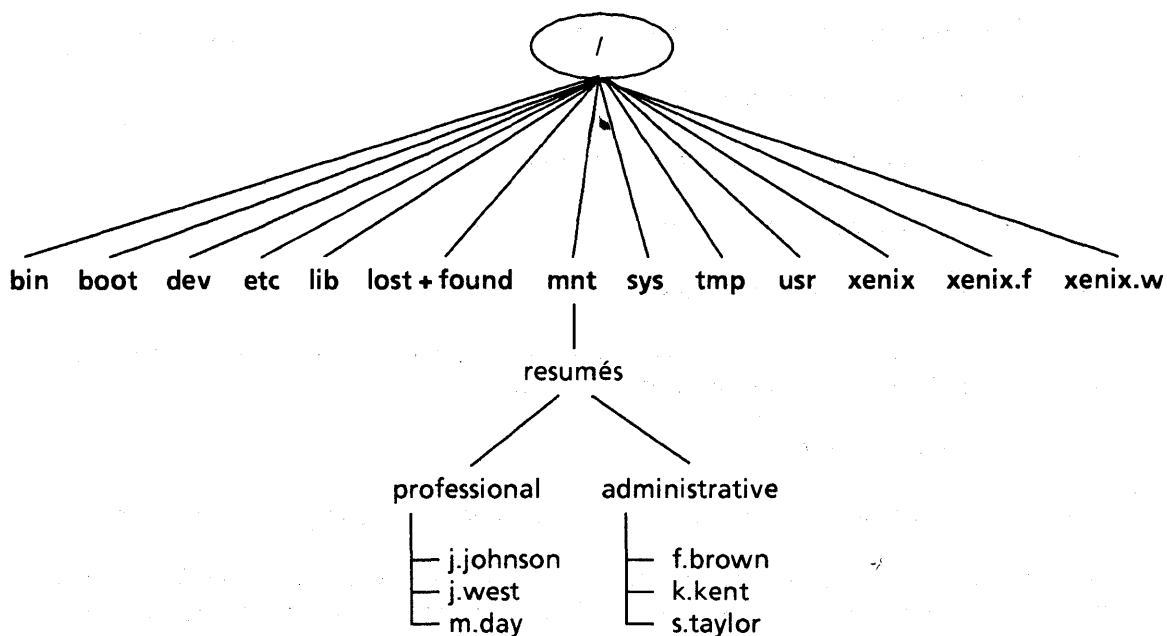 /
bin boot dev etc lib lost + found mnt sys tmp usr xenix xenix.f xenix.w
resumés
professional administrative
j.johnson f.brown
j.west k.kent
m.day s.taylor